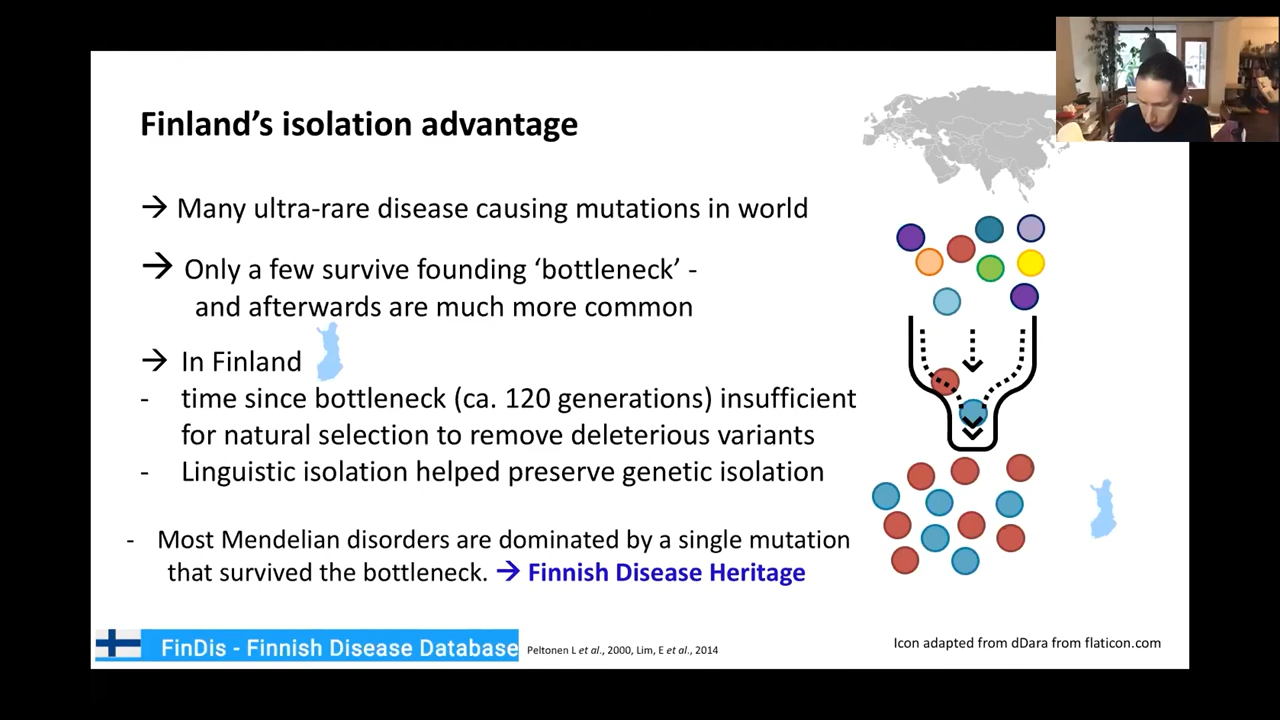 Finland’s isolation advantage
→ Many ultra-rare disease causing mutations in world
→ Only a few survive founding ‘bottleneck’ -
and afterwards are much more common
→ In Finland
- time since bottleneck (ca. 120 generations) insufficient
for natural selection to remove deleterious variants
- Linguistic isolation helped preserve genetic isolation
- Most Mendelian disorders are dominated by a single mutation
that survived the bottleneck. → Finnish Disease Heritage
FinDis - Finnish Disease Database
Peltonen L et al., 2000, Lim, E et al., 2014
Icon adapted from dDara from flaticon.com